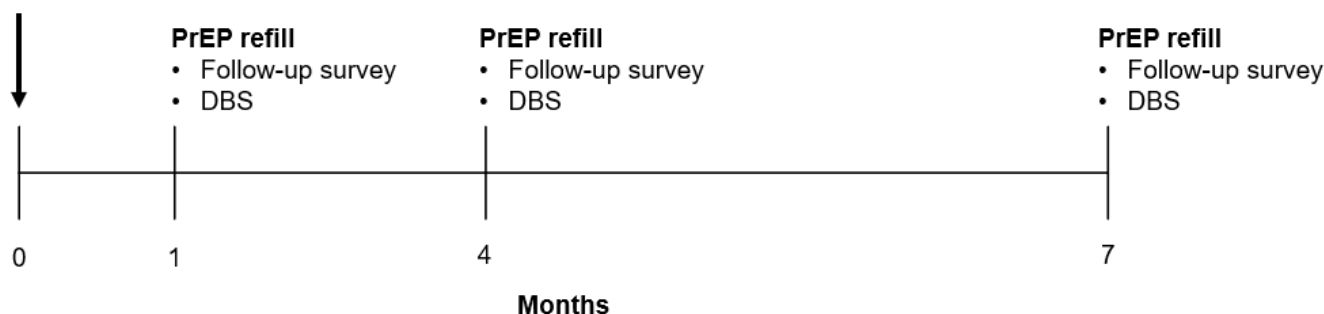 PrEP refill
• Follow-up survey
• DBS
PrEP refill
• Follow-up survey
• DBS
PrEP refill
• Follow-up survey
• DBS
0
1
4
7
Months